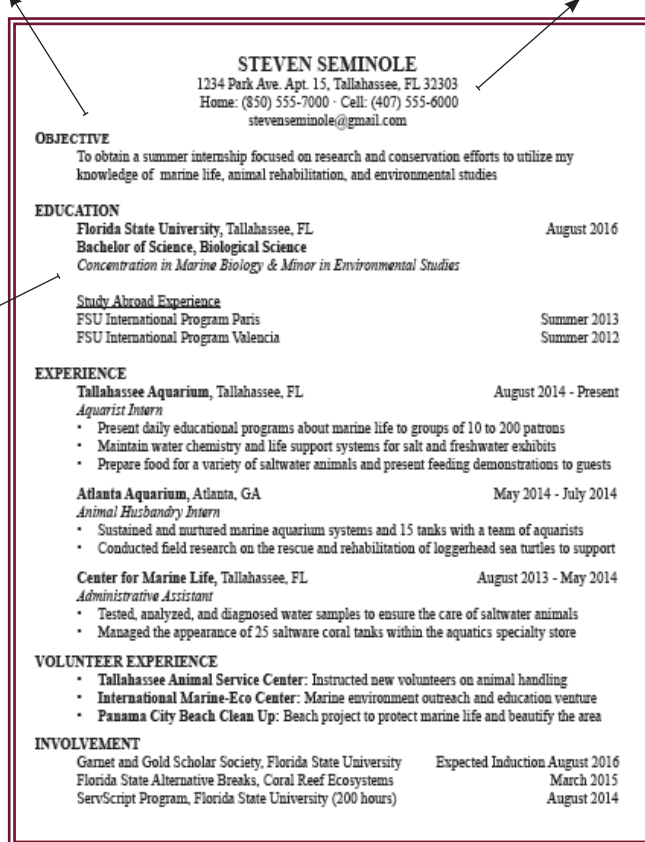 STEVEN SEMINOLE
1234 Park Ave. Apt. 15, Tallahassee, FL 32303
Home: (850) 555-7000 · Cell: (407) 555-6000
stevenseminole@gmail.com
OBJECTIVE
To obtain a summer internship focused on research and conservation efforts to utilize my
knowledge of marine life, animal rehabilitation, and environmental studies
EDUCATION
Florida State University, Tallahassee, FL August 2016
Bachelor of Science, Biological Science
Concentration in Marine Biology & Minor in Environmental Studies
Study Abroad Experience
FSU International Program Paris Summer 2013
FSU International Program Valencia Summer 2012
EXPERIENCE
Tallahassee Aquarium, Tallahassee, FL August 2014 - Present
Aquarist Intern
• Present daily educational programs about marine life to groups of 10 to 200 patrons
• Maintain water chemistry and life support systems for salt and freshwater exhibits
• Prepare food for a variety of saltwater animals and present feeding demonstrations to guests
Atlanta Aquarium, Atlanta, GA May 2014 - July 2014
Animal Husbandry Intern
• Sustained and nurtured marine aquarium systems and 15 tanks with a team of aquarists
• Conducted field research on the rescue and rehabilitation of loggerhead sea turtles to support
Center for Marine Life, Tallahassee, FL August 2013 - May 2014
Administrative Assistant
• Tested, analyzed, and diagnosed water samples to ensure the care of saltwater animals
• Managed the appearance of 25 saltware coral tanks within the aquatics specialty store
VOLUNTEER EXPERIENCE
• Tallahassee Animal Service Center: Instructed new volunteers on animal handling
• International Marine-Eco Center: Marine environment outreach and education venture
• Panama City Beach Clean Up: Beach project to protect marine life and beautify the area
INVOLVEMENT
Garnet and Gold Scholar Society, Florida State University Expected Induction August 2016
Florida State Alternative Breaks, Coral Reef Ecosystems March 2015
ServScript Program, Florida State University (200 hours) August 2014